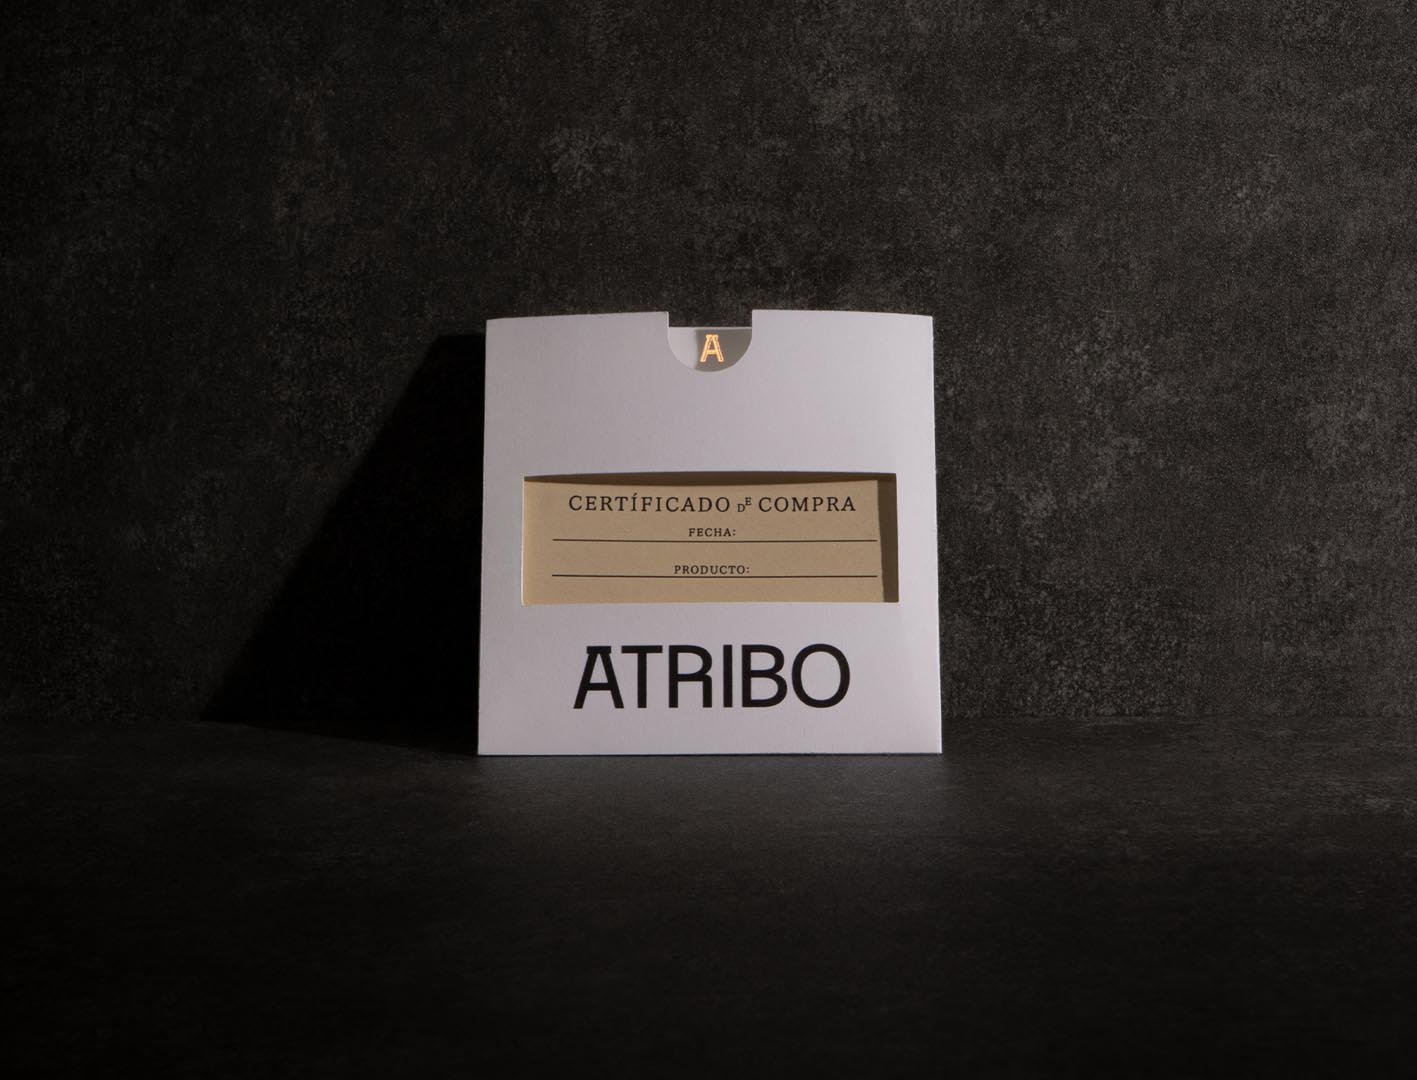 A
CERTÍFICADO DE COMPRA
FECHA:
PRODUCTO:
ATRIBO